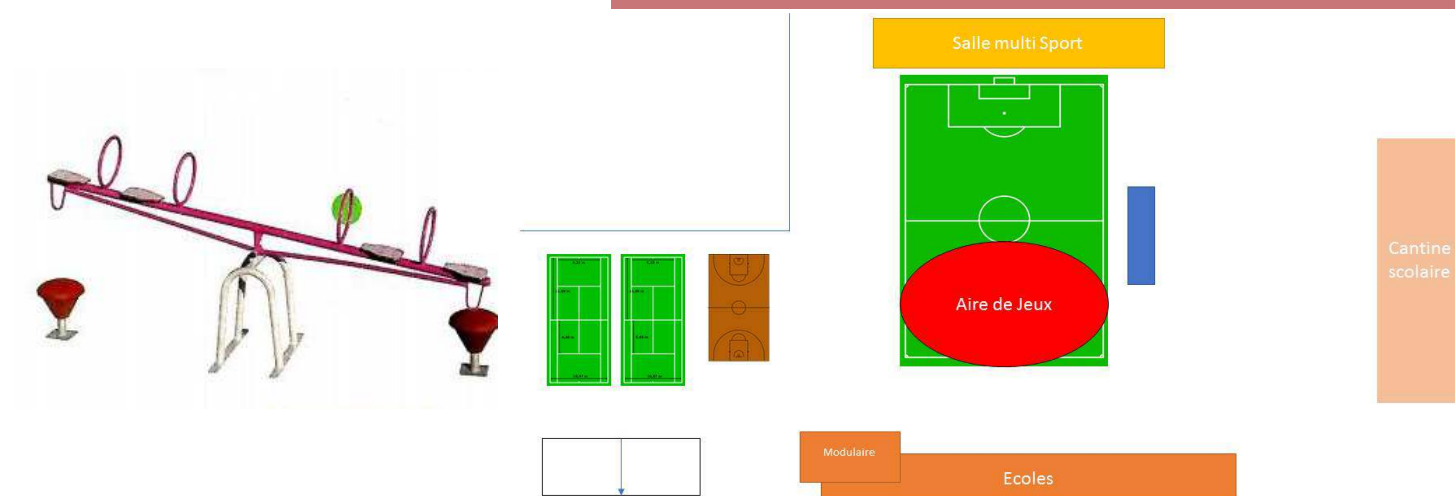 Salle multi Sport
Cantine
scolaire
Aire de Jeux
Modulaire
Ecoles